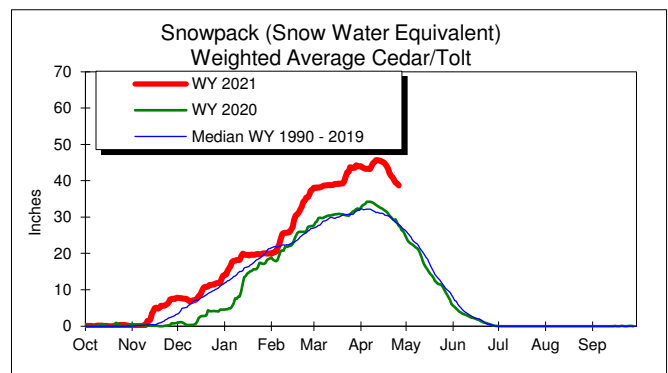 Snowpack (Snow Water Equivalent)
Weighted Average Cedar/Tolt
70
60
50
40
30
20
10
0
Inches
WY 2021
WY 2020
Median WY 1990 - 2019
Oct Nov Dec Jan Feb Mar Apr May Jun Jul Aug Sep